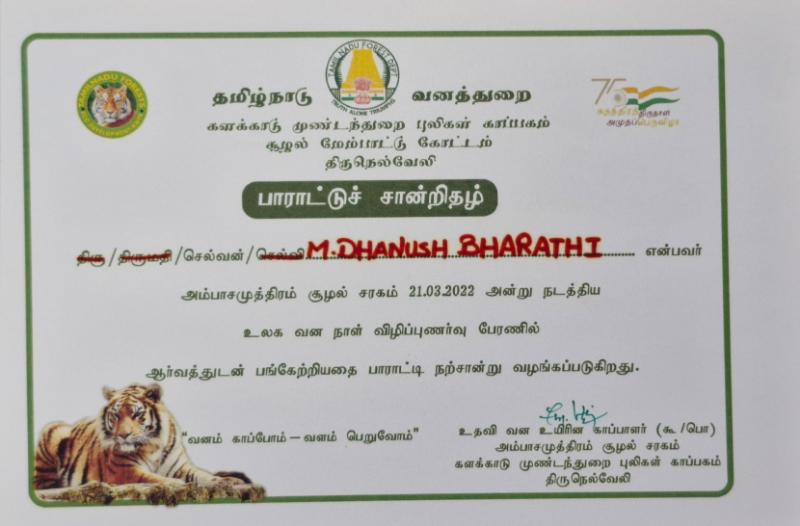 தமிழ்நாடு வனத்துறை
TAMIL NADU FOREST DEPT
TRUTH ALONE TRIUMPHS
TAMILNADU FORESTS
75
சுதந்திரத்திருநாள்
அமுதப்பெருவிழா
களக்காடு முண்டந்துறை புலிகள் காப்பகம்
சூழல் மேம்பாட்டு கோட்டம்
திருநெல்வேலி
பாராட்டுச் சான்றிதழ்
திரு/திருமதி/செல்வன்/செல்வி M.DHANUSH BHARATHI என்பவர்
அம்பாசமுத்திரம் சூழல் சரகம் 21.03.2022 அன்று நடத்திய
உலக வன நாள் விழிப்புணர்வு பேரணில்
ஆர்வத்துடன் பங்கேற்றியதை பாராட்டி நற்சான்று வழங்கப்படுகிறது.
“வனம் காப்போம் – வளம் பெறுவோம்”
உதவி வன உயிரின காப்பாளர் (கூ/பொ)
அம்பாசமுத்திரம் சூழல் சரகம்
களக்காடு முண்டந்துறை புலிகள் காப்பகம்
திருநெல்வேலி